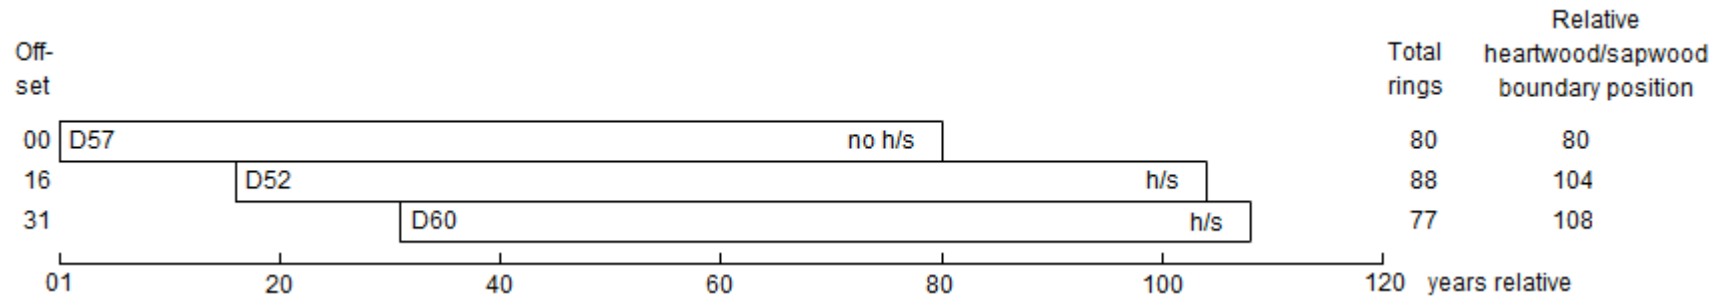 Relative
Off-
Total
heartwood/sapwood
set
rings
boundary position
00 D57 no h/s 80 80
16 D52 h/s 88 104
31 D60 h/s 77 108
01 20 40 60 80 100 120 years relative